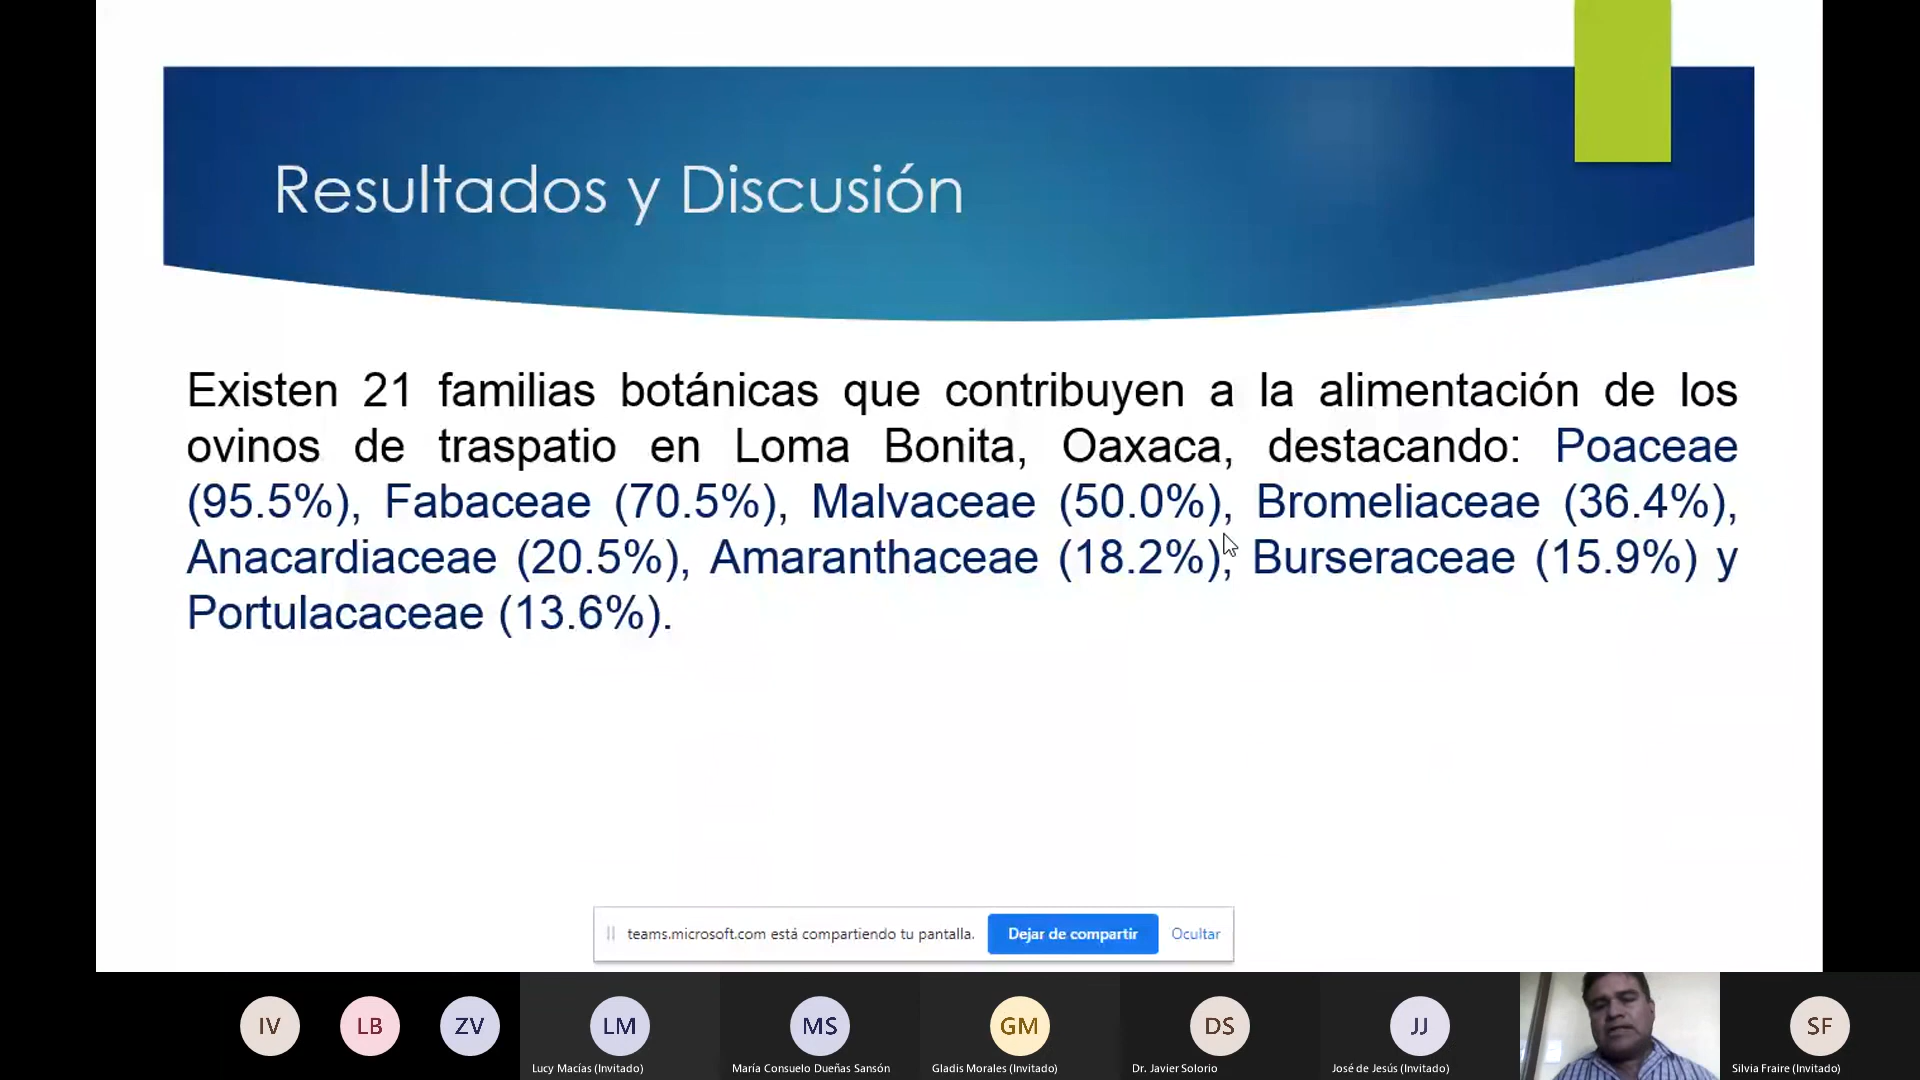 Resultados y Discusión
Existen 21 familias botánicas que contribuyen a la alimentación de los
ovinos de traspatio en Loma Bonita, Oaxaca, destacando: Poaceae
(95.5%), Fabaceae (70.5%), Malvaceae (50.0%), Bromeliaceae (36.4%),
Anacardiaceae (20.5%), Amaranthaceae (18.2%), Burseraceae (15.9%) y
Portulacaceae (13.6%).
teams.microsoft.com está compartiendo tu pantalla. Dejar de compartir Ocultar
IV LB ZV LM MS GM DS JJ SF
Lucy Macías (Invitado) María Consuelo Dueñas Sansón Gladis Morales (Invitado) Dr. Javier Solorio José de Jesús (Invitado) Silvia Fraire (Invitado)